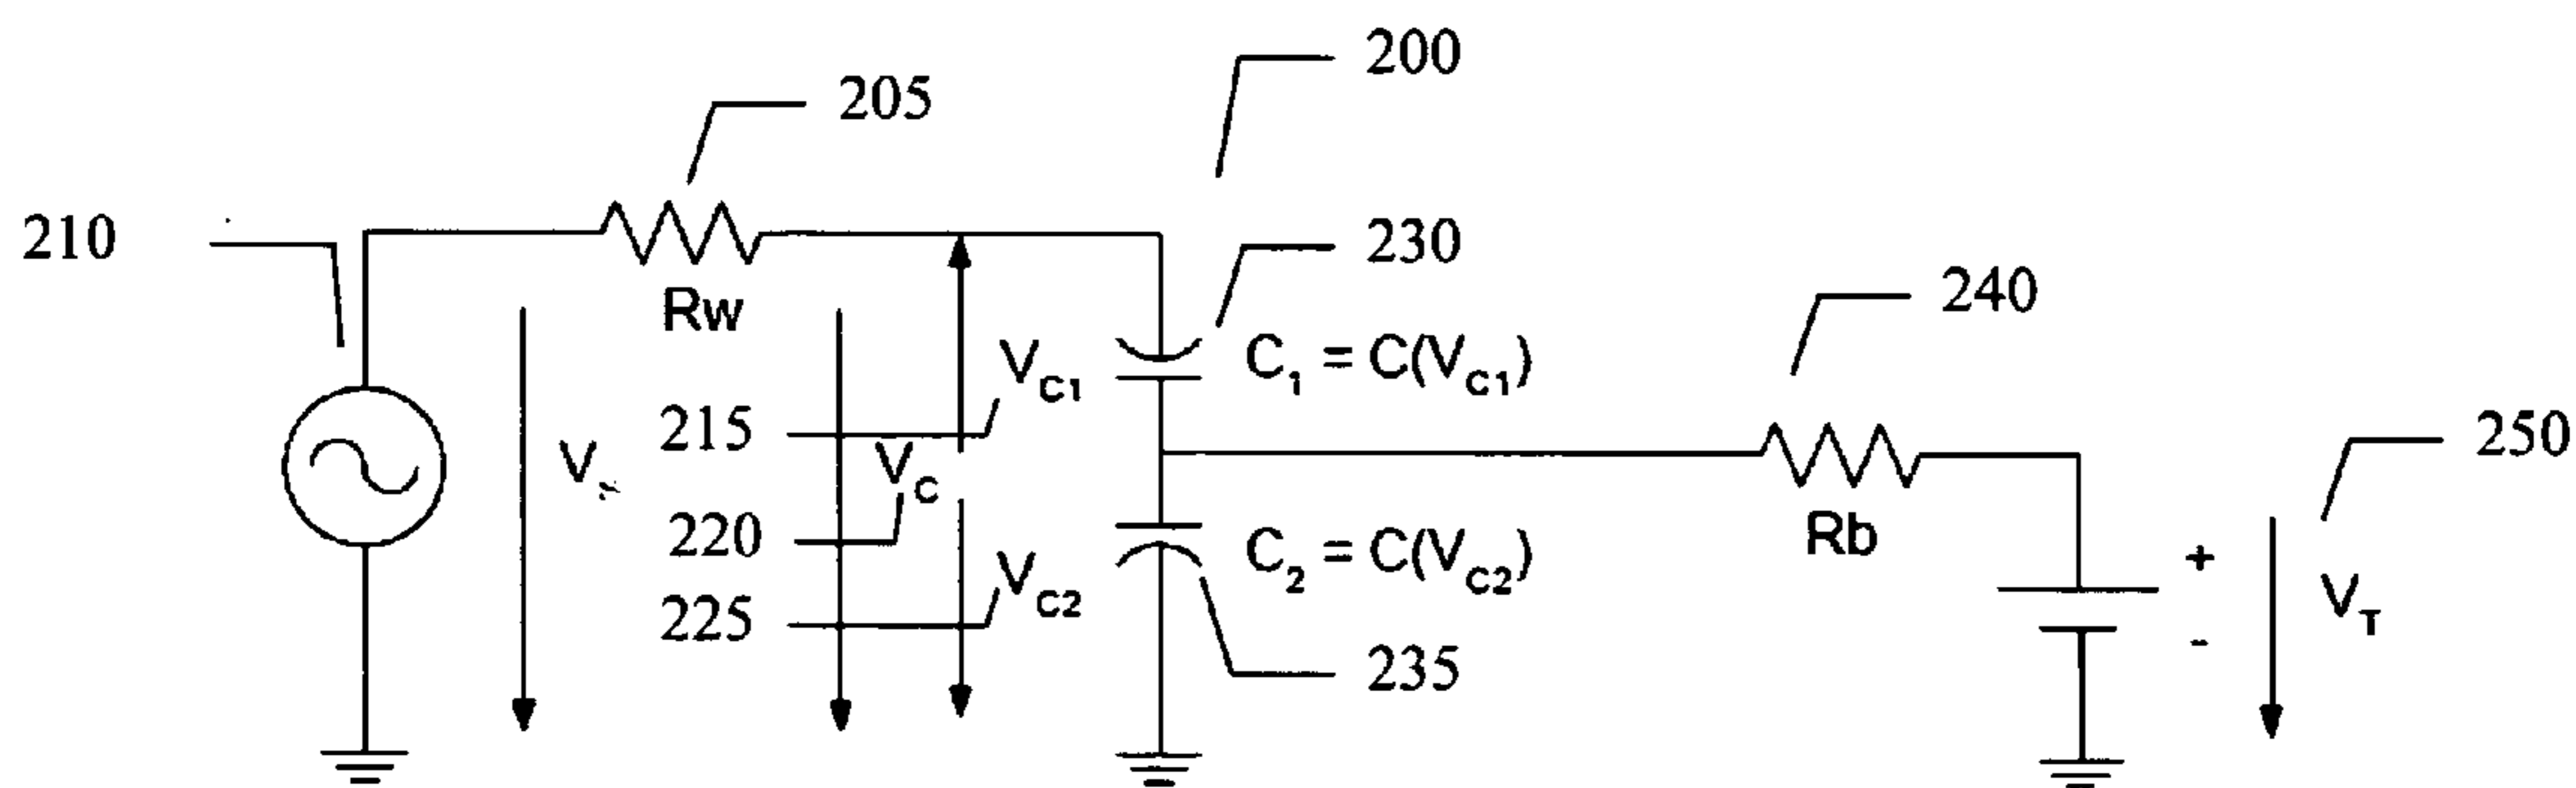 200
205
210
230
240
Rw
V_C1
C_1 = C(V_C1)
215
250
V_C
220
Rb
C_2 = C(V_C2)
+
V_C2
V_T
225
-
235